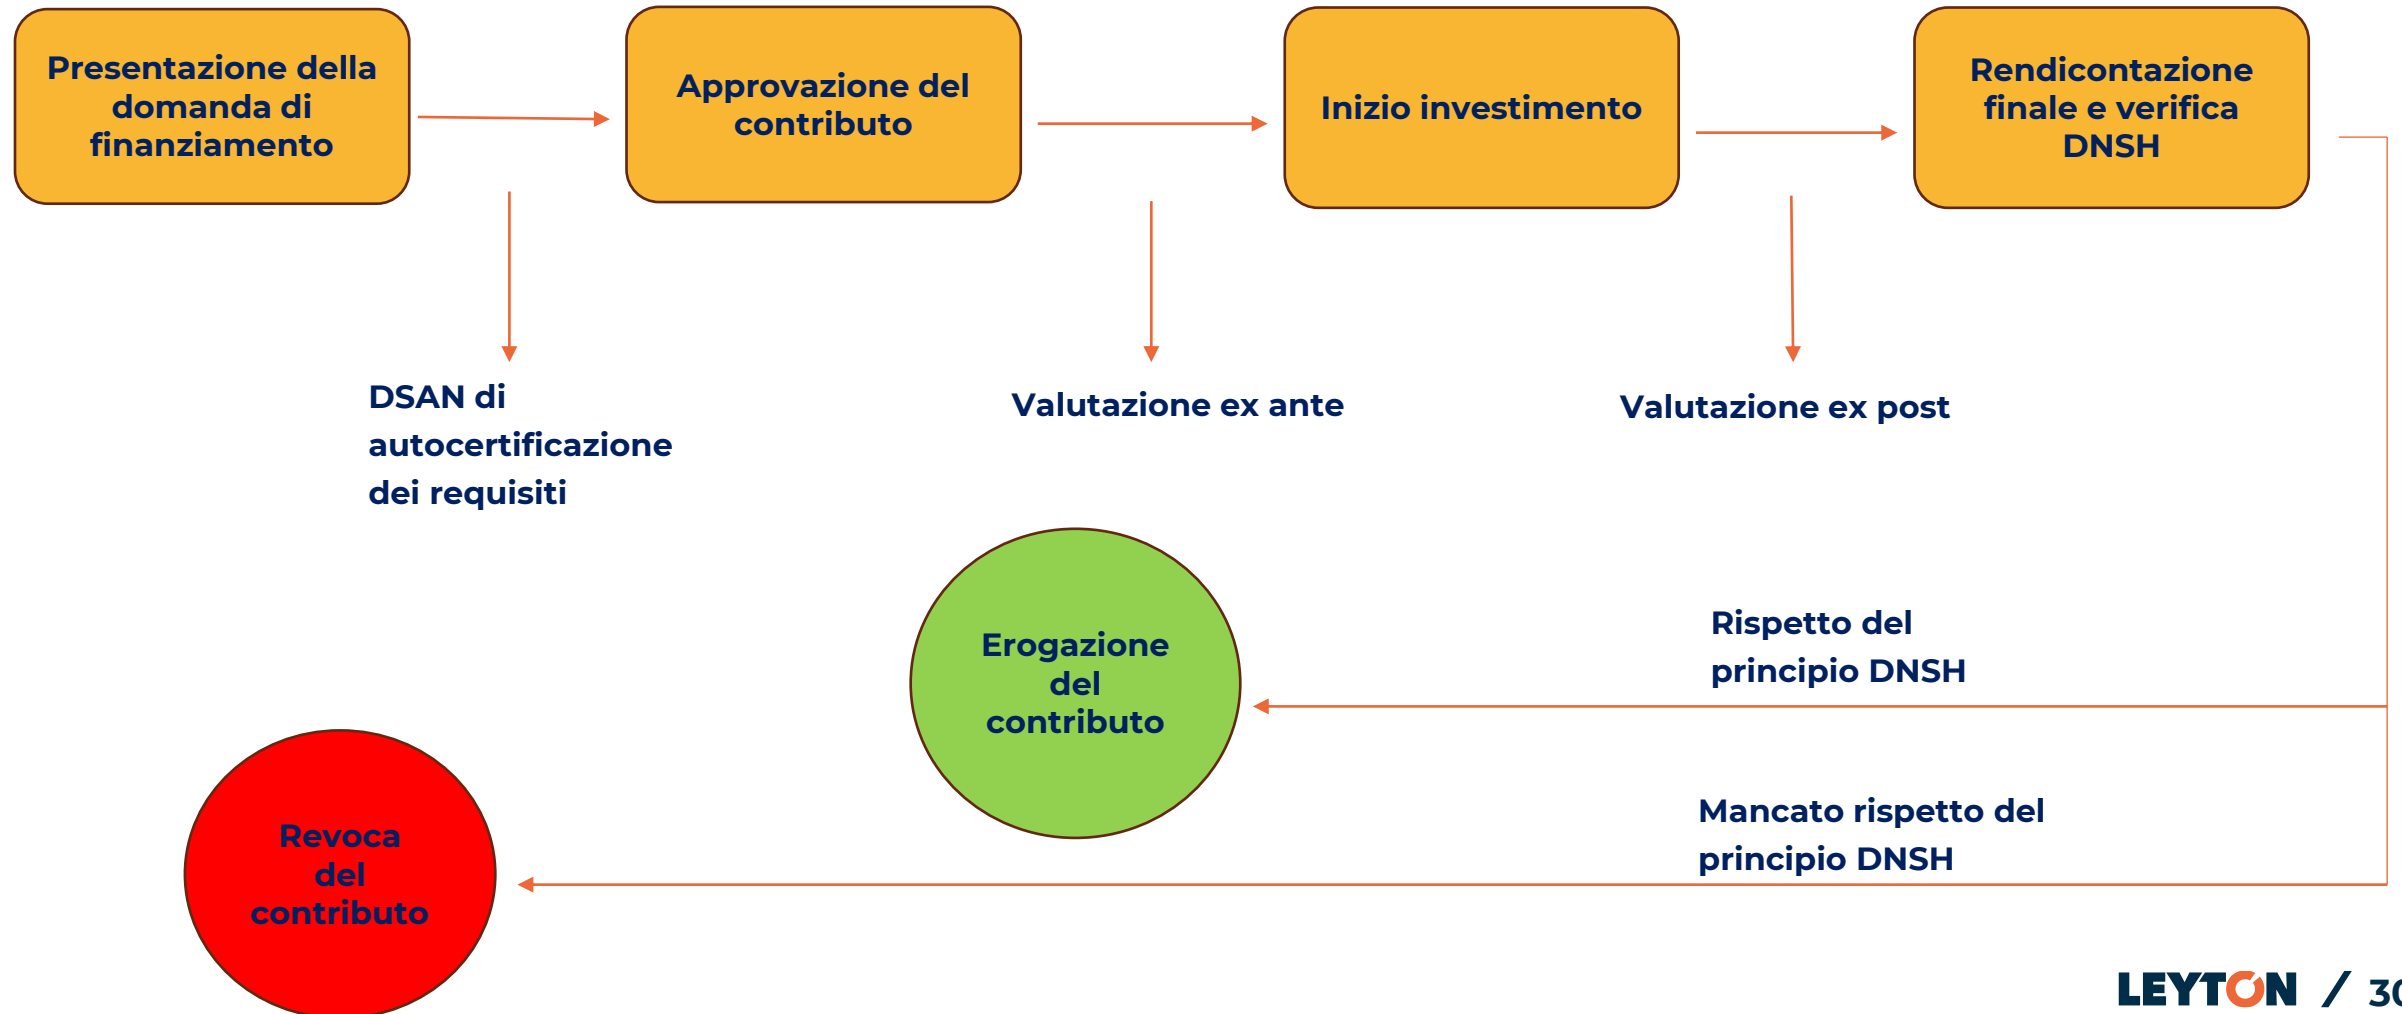 Presentazione della
domanda di
finanziamento
Approvazione del
contributo
Inizio investimento
Rendicontazione
finale e verifica
DNSH
DSAN di
autocertificazione
dei requisiti
Valutazione ex ante
Valutazione ex post
Rispetto del
principio DNSH
Erogazione
del
contributo
Mancato rispetto del
principio DNSH
Revoca
del
contributo
LEYTON / 30